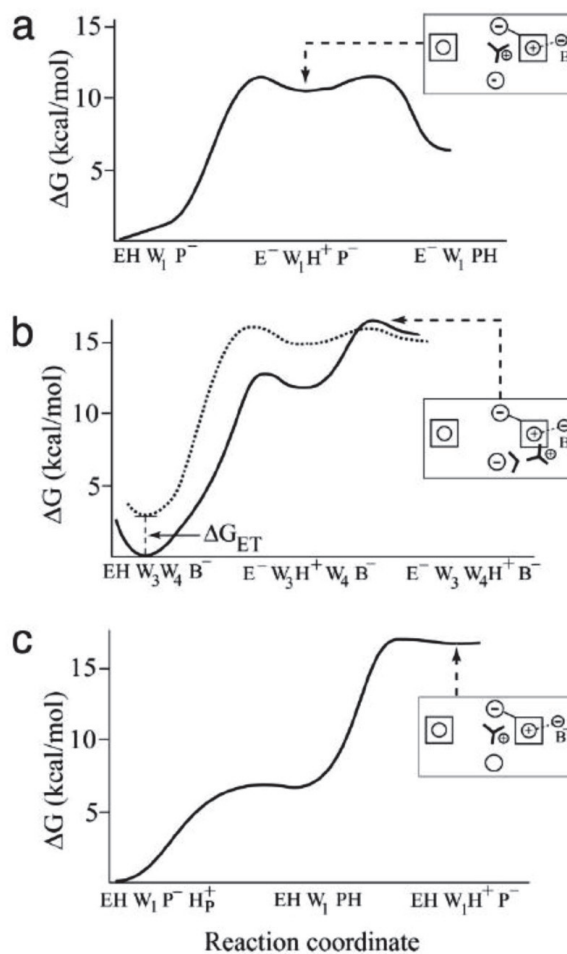 a
ΔG (kcal/mol)
15
10
5
EH W₁ P⁻
E⁻ W₁H⁺ P⁻
E⁻ W₁ PH
B
b
ΔG (kcal/mol)
15
10
5
ΔG_ET
EH W₃W₄ B⁻
E⁻ W₃H⁺ W₄ B⁻
E⁻ W₃ W₄H⁺ B⁻
B
c
ΔG (kcal/mol)
15
10
5
EH W₁ P⁻ H_P⁺
EH W₁ PH
EH W₁H⁺ P⁻
B
Reaction coordinate